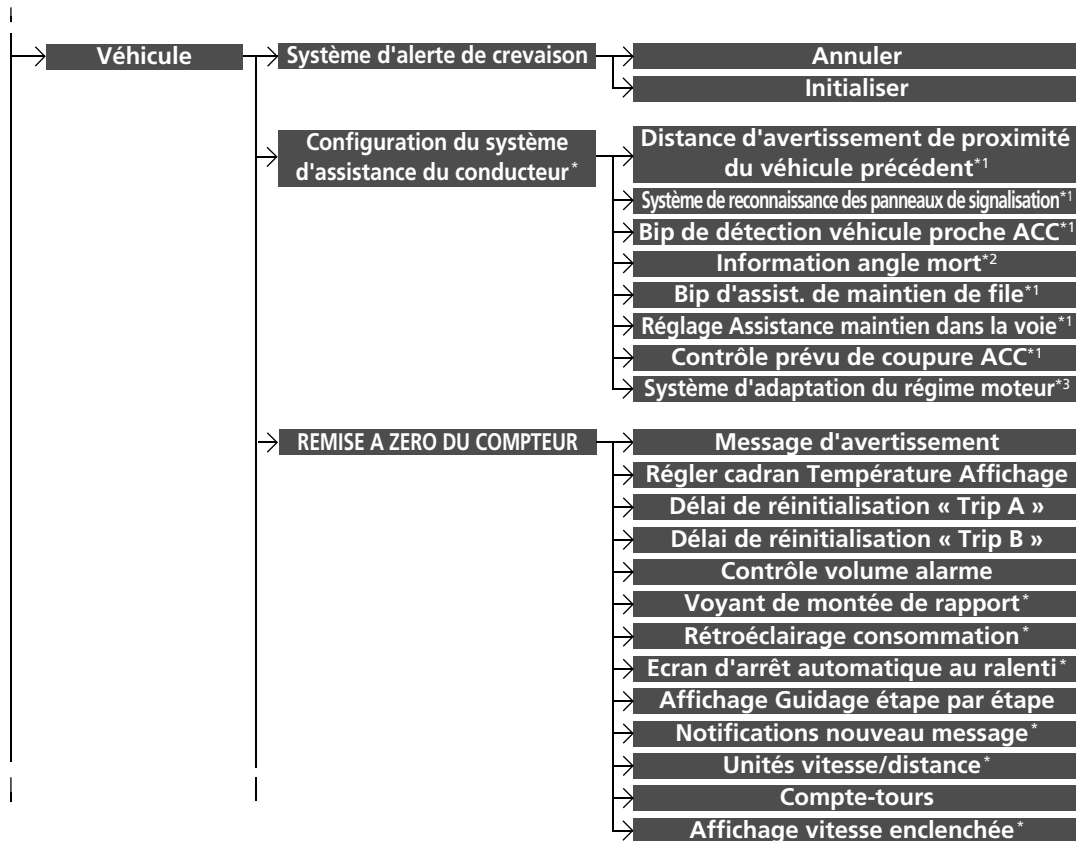 Véhicule
Système d'alerte de crevaison
Annuler
Initialiser
Configuration du système
d'assistance du conducteur*
Distance d'avertissement de proximité
du véhicule précédent*1
Système de reconnaissance des panneaux de signalisation*1
Bip de détection véhicule proche ACC*1
Information angle mort*2
Bip d'assist. de maintien de file*1
Réglage Assistance maintien dans la voie*1
Contrôle prévu de coupure ACC*1
Système d'adaptation du régime moteur*3
REMISE A ZERO DU COMPTEUR
Message d'avertissement
Régler cadran Température Affichage
Délai de réinitialisation « Trip A »
Délai de réinitialisation « Trip B »
Contrôle volume alarme
Voyant de montée de rapport*
Rétroéclairage consommation*
Ecran d'arrêt automatique au ralenti*
Affichage Guidage étape par étape
Notifications nouveau message*
Unités vitesse/distance*
Compte-tours
Affichage vitesse enclenchée*